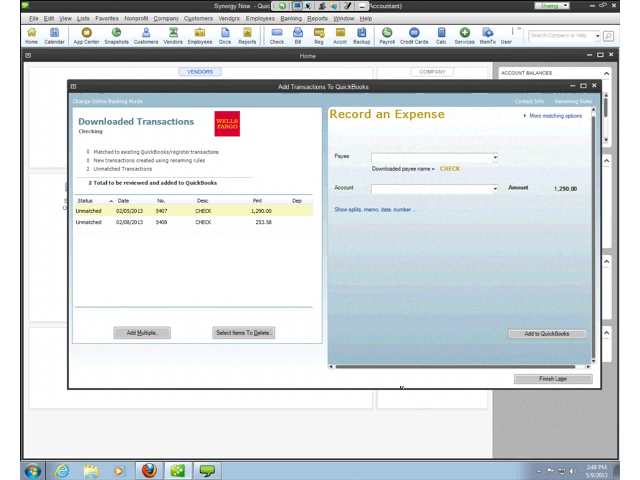 Synergy Now - Quic
Accountant)
Sharing
File Edit View Lists Favorites Nonprofit Company Customers Vendors Employees Banking Reports Window Help
Home Calendar App Center Snapshots Customers Vendors Employees Docs Reports Check Bill Reg Accnt Backup Payroll Credit Cards Calc Services MemTx User
Search Company or Help
Home
VENDORS
COMPANY
ACCOUNT BALANCES
Add Transactions To QuickBooks
Change Online Banking Mode
Contact Info Renaming Rules
Downloaded Transactions
Checking
WELLS
FARGO
0 Matched to existing QuickBooks/register transactions
0 New transactions created using renaming rules
2 Unmatched Transactions
2 Total to be reviewed and added to QuickBooks
Status Date No. Desc Pmt Dep
Unmatched 02/05/2013 5407 CHECK 1,290.00
Unmatched 02/08/2013 5408 CHECK 253.58
Add Multiple...
Select Items To Delete...
Record an Expense
More matching options
Payee
Downloaded payee name = CHECK
Account
Amount 1,290.00
Show splits, memo, date, number ...
Add to QuickBooks
Finish Later
2:48 PM
5/9/2013